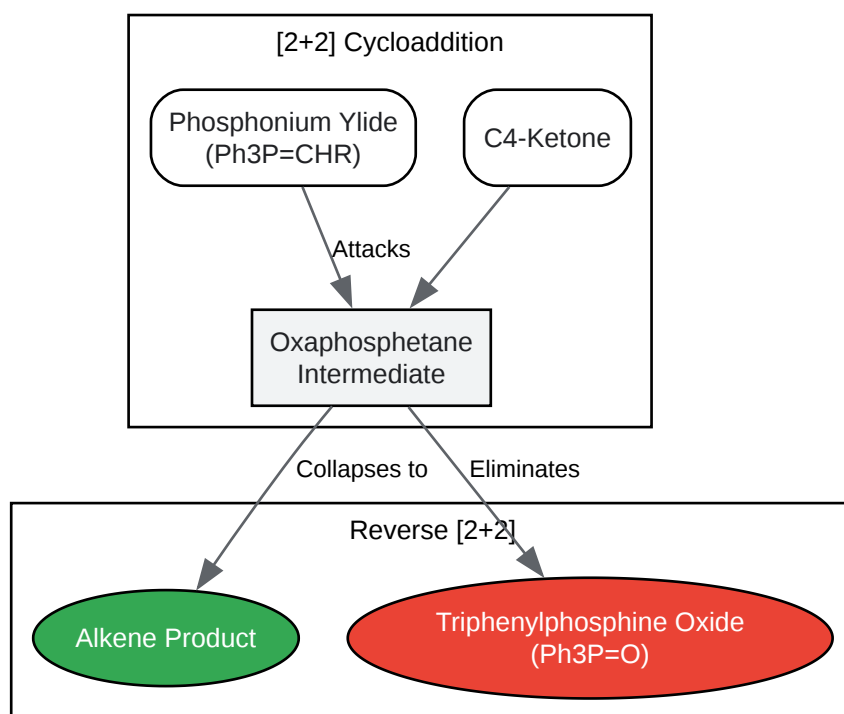 [2+2] Cycloaddition
Phosphonium Ylide
(Ph3P=CHR)
C4-Ketone
Attacks
Oxaphosphetane
Intermediate
Collapses to
Eliminates
Reverse [2+2]
Alkene Product
Triphenylphosphine Oxide
(Ph3P=O)